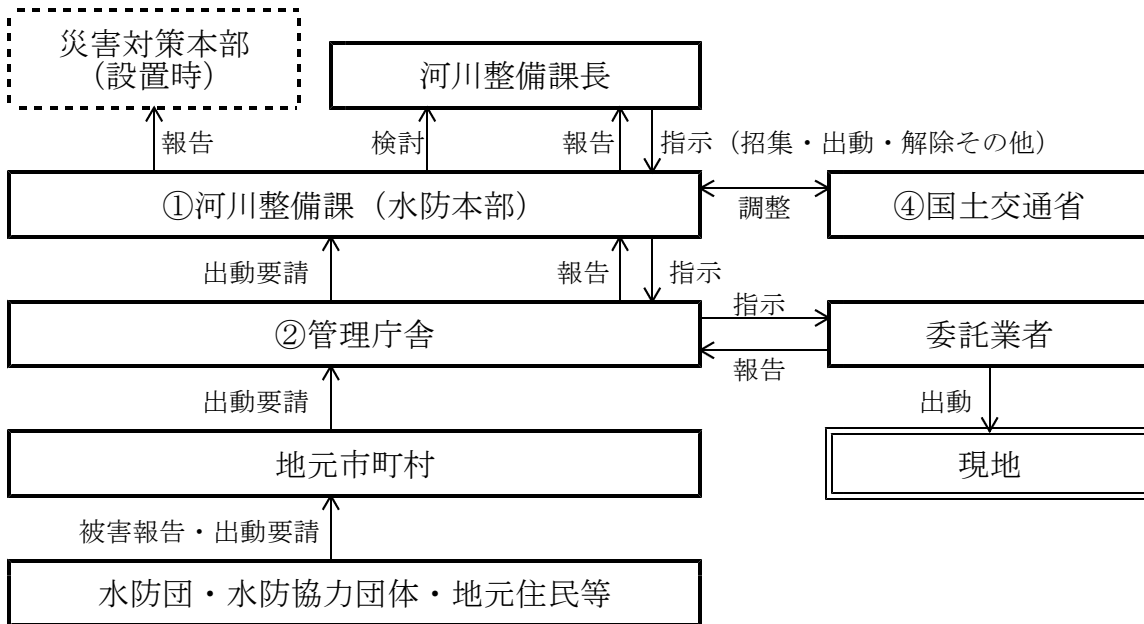 災害対策本部
（設置時）
河川整備課長
報告
検討
報告
指示（招集・出動・解除その他）
①河川整備課（水防本部）
調整
④国土交通省
出動要請
報告
指示
②管理庁舎
指示
報告
委託業者
出動要請
出動
地元市町村
現地
被害報告・出動要請
水防団・水防協力団体・地元住民等